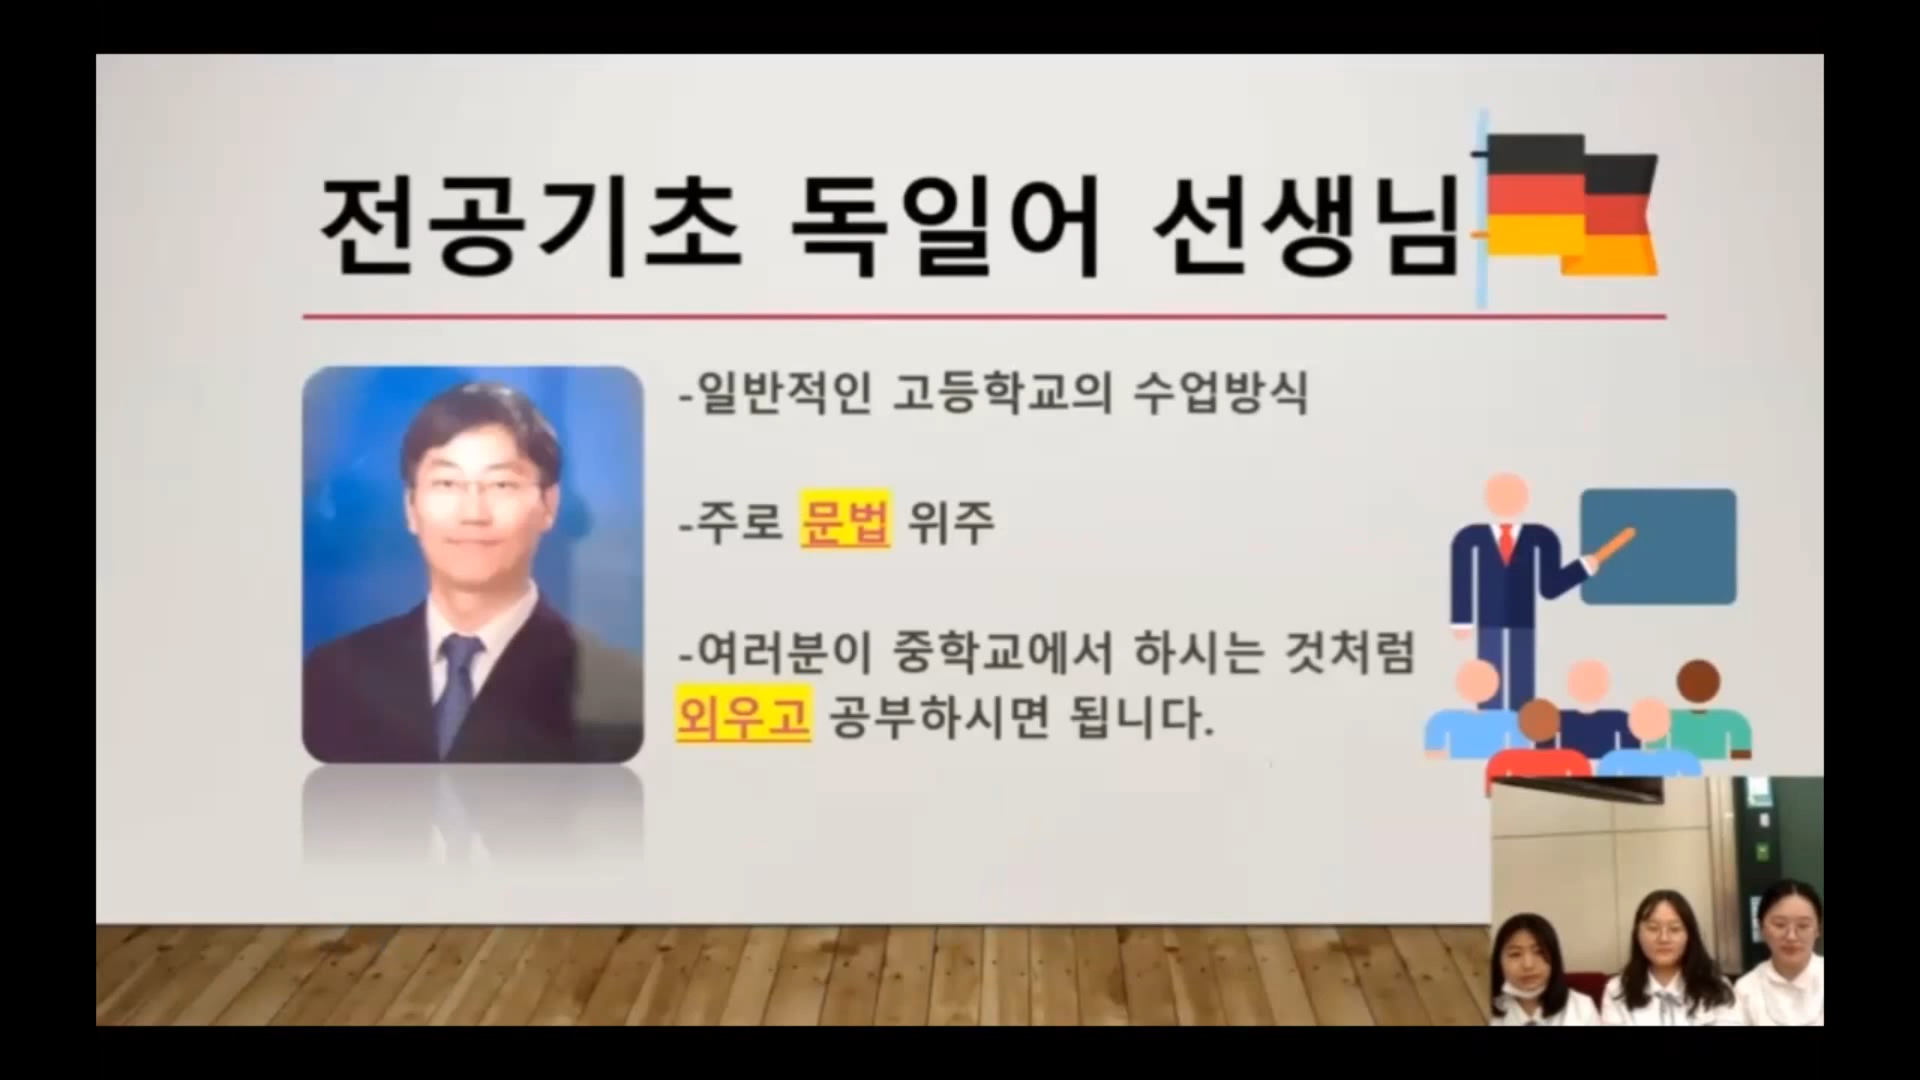 전공기초 독일어 선생님
-일반적인 고등학교의 수업방식
-주로 문법 위주
-여러분이 중학교에서 하시는 것처럼
외우고 공부하시면 됩니다.